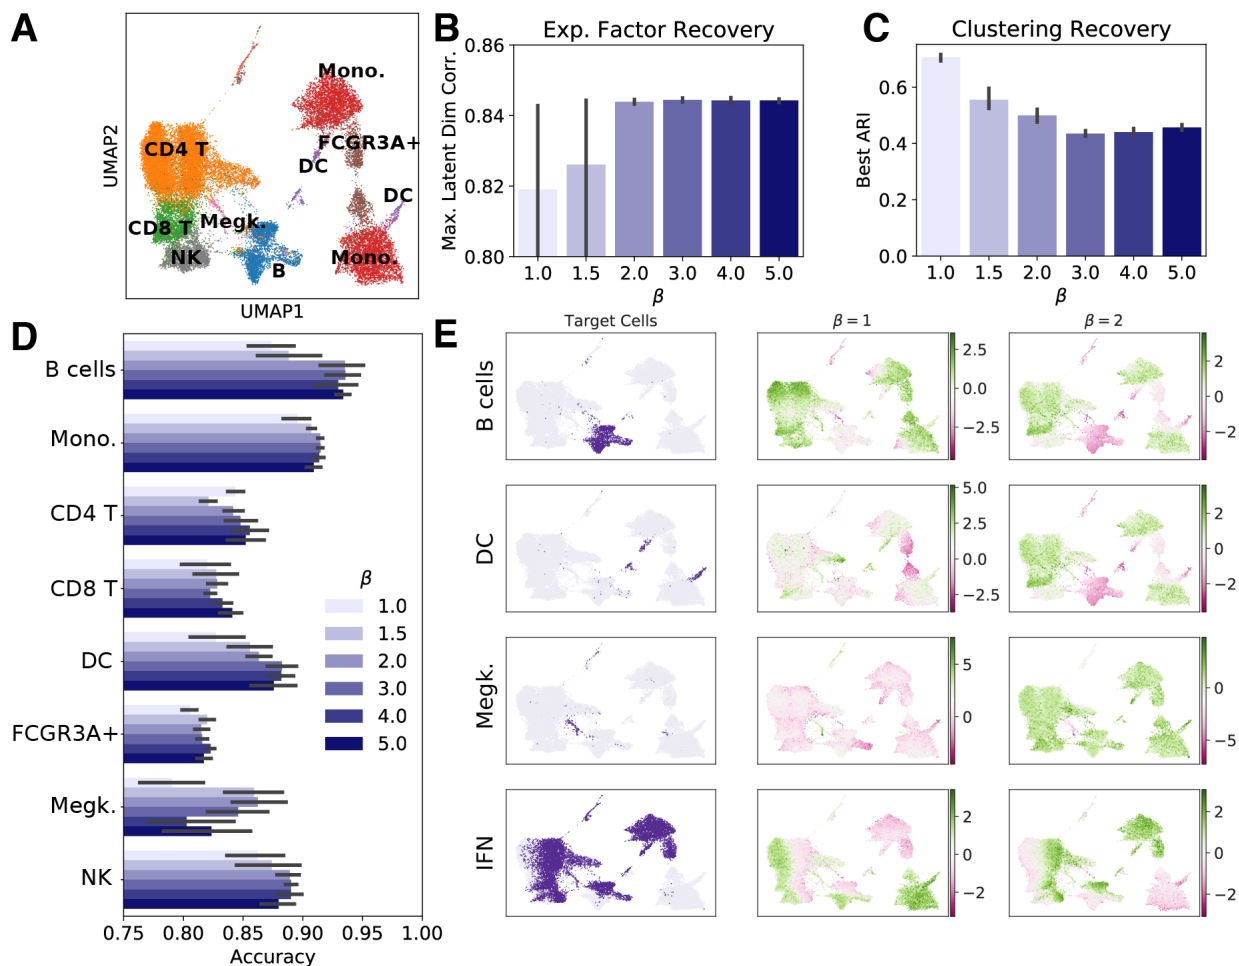 A
UMAP2
UMAP1
Mono.
CD4 T
FCGR3A+
DC
DC
CD8 T
Megk.
NK
B
Mono.
B
Exp. Factor Recovery
Max. Latent Dim Corr.
0.86
0.84
0.82
0.80
1.0 1.5 2.0 3.0 4.0 5.0
β
C
Clustering Recovery
Best ARI
0.6
0.4
0.2
0.0
1.0 1.5 2.0 3.0 4.0 5.0
β
D
B cells
Mono.
CD4 T
CD8 T
DC
FCGR3A+
Megk.
NK
β
1.0
1.5
2.0
3.0
4.0
5.0
0.75 0.80 0.85 0.90 0.95 1.00
Accuracy
E
Target Cells
β = 1
β = 2
B cells
2.5
0.0
−2.5
2
0
−2
DC
5.0
2.5
0.0
−2.5
2
0
−2
Megk.
5
0
0
−5
IFN
2
0
−2
2
0
−2